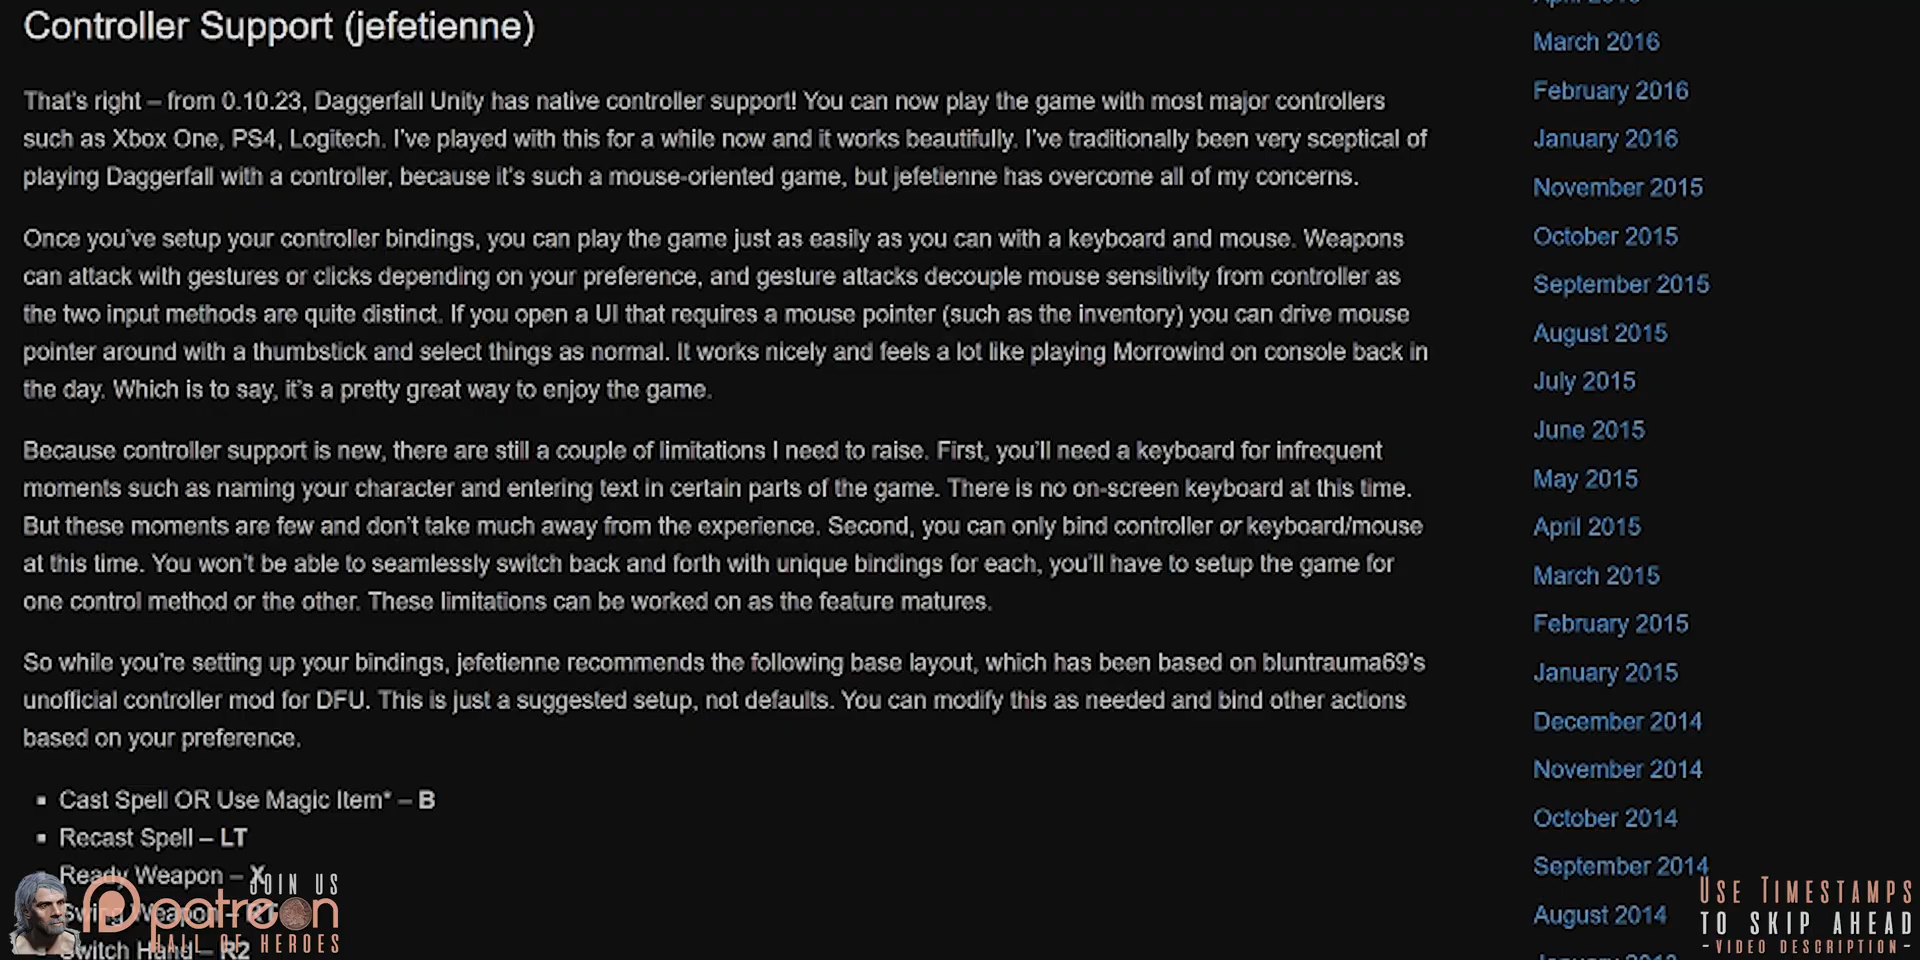 Controller Support (jefetienne)
That's right – from 0.10.23, Daggerfall Unity has native controller support! You can now play the game with most major controllers
such as Xbox One, PS4, Logitech. I've played with this for a while now and it works beautifully. I've traditionally been very sceptical of
playing Daggerfall with a controller, because it's such a mouse-oriented game, but jefetienne has overcome all of my concerns.
Once you've setup your controller bindings, you can play the game just as easily as you can with a keyboard and mouse. Weapons
can attack with gestures or clicks depending on your preference, and gesture attacks decouple mouse sensitivity from controller as
the two input methods are quite distinct. If you open a UI that requires a mouse pointer (such as the inventory) you can drive mouse
pointer around with a thumbstick and select things as normal. It works nicely and feels a lot like playing Morrowind on console back in
the day. Which is to say, it's a pretty great way to enjoy the game.
Because controller support is new, there are still a couple of limitations I need to raise. First, you'll need a keyboard for infrequent
moments such as naming your character and entering text in certain parts of the game. There is no on-screen keyboard at this time.
But these moments are few and don't take much away from the experience. Second, you can only bind controller or keyboard/mouse
at this time. You won't be able to seamlessly switch back and forth with unique bindings for each, you'll have to setup the game for
one control method or the other. These limitations can be worked on as the feature matures.
So while you're setting up your bindings, jefetienne recommends the following base layout, which has been based on bluntrauma69's
unofficial controller mod for DFU. This is just a suggested setup, not defaults. You can modify this as needed and bind other actions
based on your preference.
▪ Cast Spell OR Use Magic Item* – B
▪ Recast Spell – LT
Ready Weapon – X
Swing Weapon – RT
Switch Hand – R2
JOIN US
patreon
HALL OF HEROES
March 2016
February 2016
January 2016
November 2015
October 2015
September 2015
August 2015
July 2015
June 2015
May 2015
April 2015
March 2015
February 2015
January 2015
December 2014
November 2014
October 2014
September 2014
August 2014
USE TIMESTAMPS
TO SKIP AHEAD
-VIDEO DESCRIPTION-